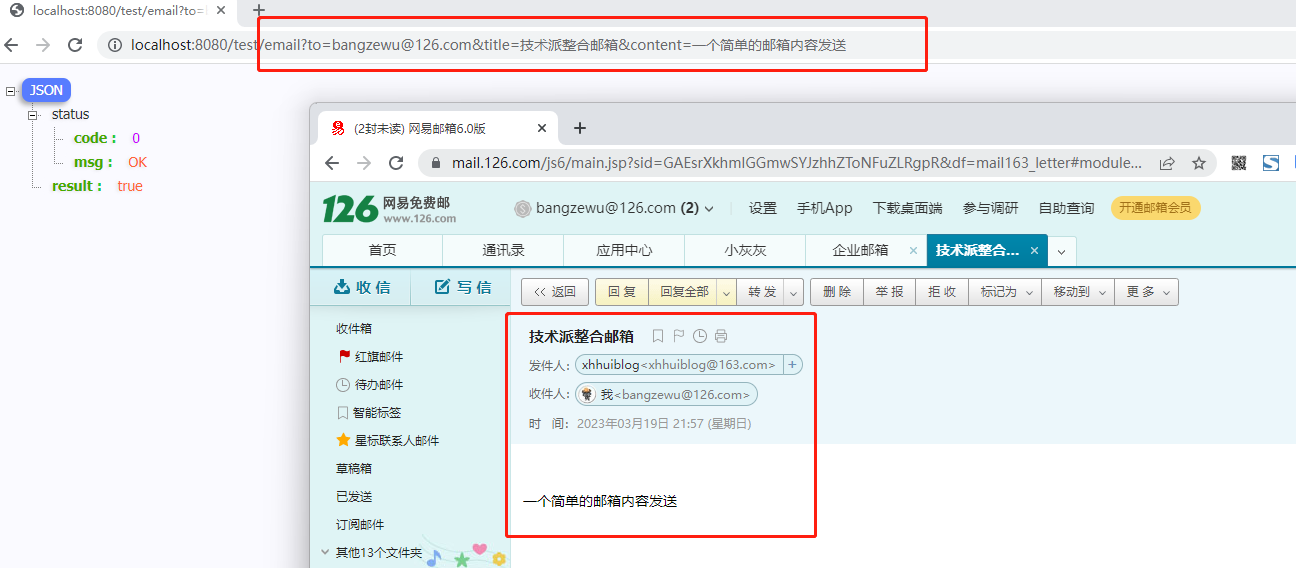 localhost:8080/test/email?to=
localhost:8080/test/email?to=bangzewu@126.com&title=技术派整合邮箱&content=一个简单的邮箱内容发送
JSON
status
code : 0
msg : OK
result : true
(2封未读) 网易邮箱6.0版
mail.126.com/js6/main.jsp?sid=GAEsrXkhmIGGmwSYJzhhZToNFuZLRgpR&df=mail163_letter#module...
126 网易免费邮
www.126.com
bangzewu@126.com (2) 设置 手机App 下载桌面端 参与调研 自助查询 开通邮箱会员
首页 通讯录 应用中心 小灰灰 企业邮箱 技术派整合...
收信 写信 << 返回 回复 回复全部 转发 删除 举报 拒收 标记为 移动到 更多
收件箱
红旗邮件
待办邮件
智能标签
星标联系人邮件
草稿箱
已发送
订阅邮件
其他13个文件夹
技术派整合邮箱
发件人: xhhuiblog<xhhuiblog@163.com> +
收件人: 我<bangzewu@126.com>
时 间: 2023年03月19日 21:57 (星期日)
一个简单的邮箱内容发送